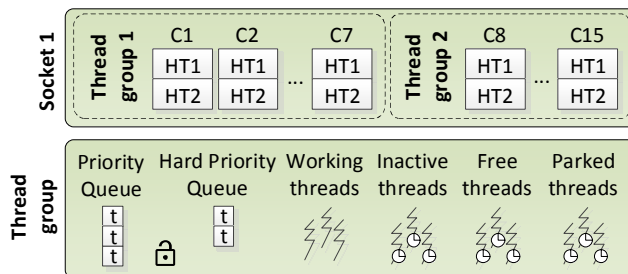 Socket 1
Thread
group 1
C1
C2
C7
HT1
HT1
...
HT1
HT2
HT2
HT2
Thread
group 2
C8
C15
HT1
...
HT1
HT2
HT2
Thread
group
Priority
Queue
t
t
t
Hard Priority
Queue
t
t
Working
threads
Inactive
threads
Free
threads
Parked
threads